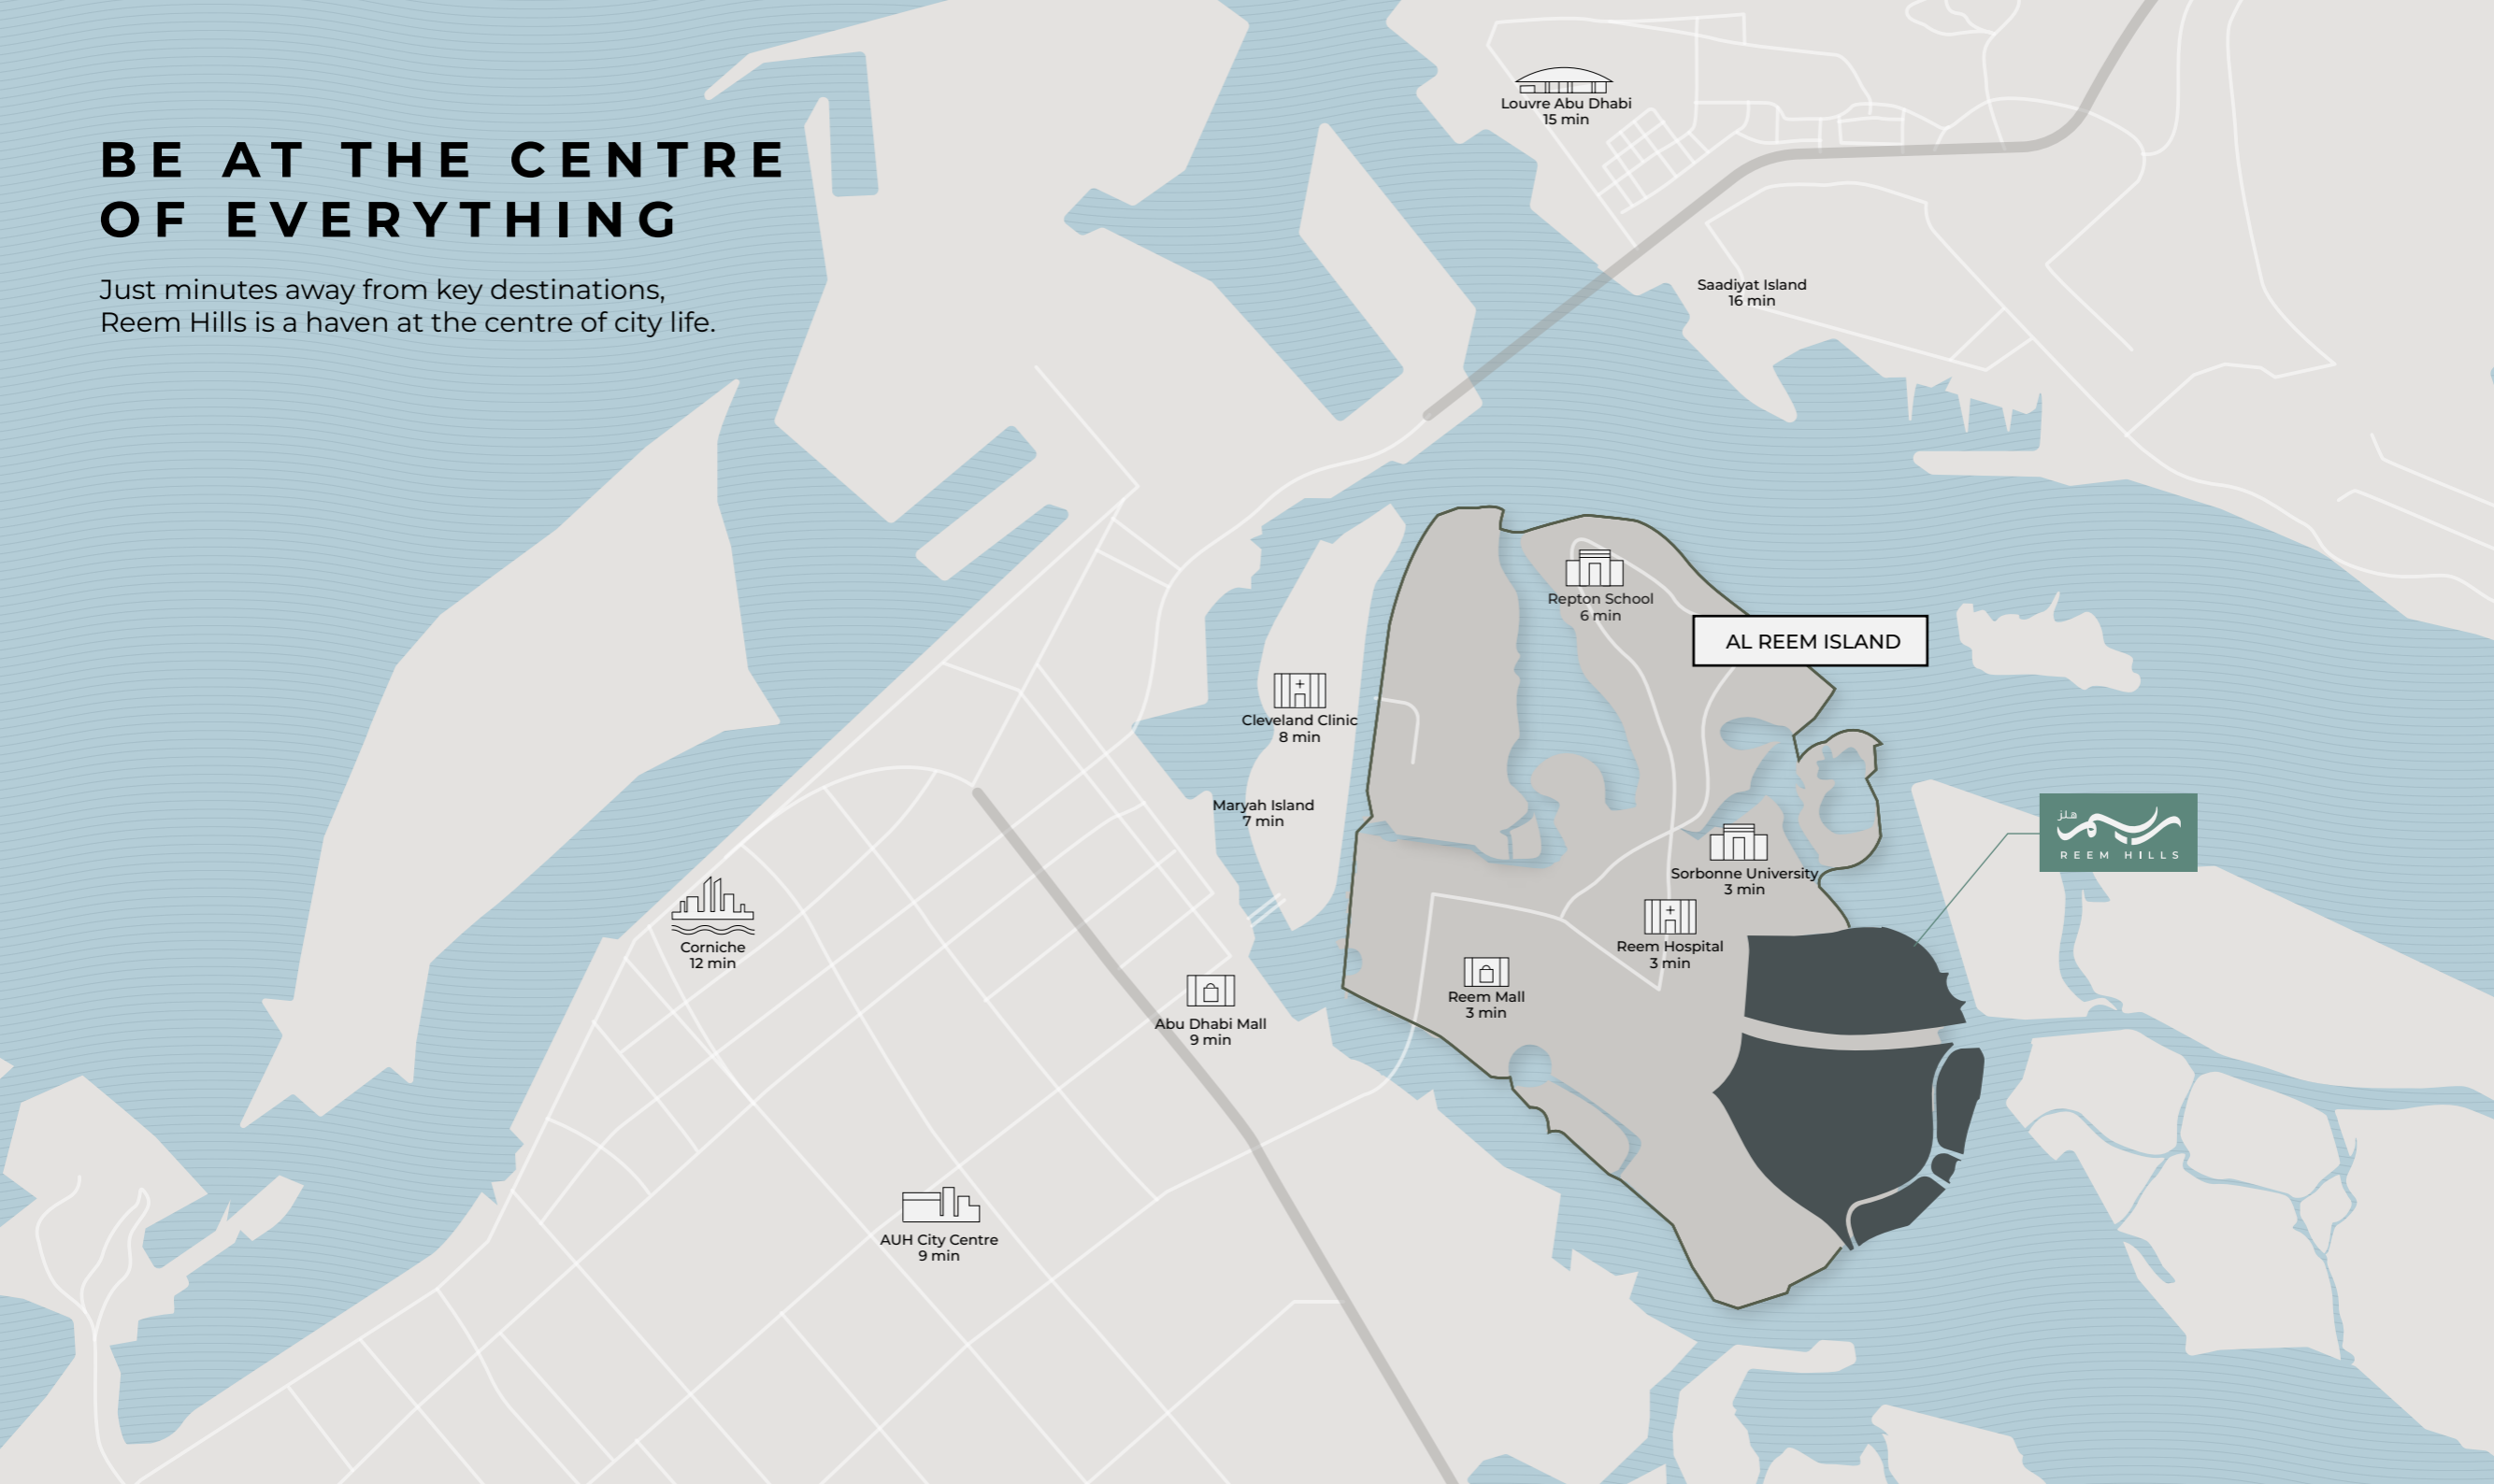 BE AT THE CENTRE
OF EVERYTHING
Just minutes away from key destinations,
Reem Hills is a haven at the centre of city life.
Louvre Abu Dhabi
15 min
Saadiyat Island
16 min
Repton School
6 min
AL REEM ISLAND
Cleveland Clinic
8 min
Maryah Island
7 min
ريم هلز
REEM HILLS
Sorbonne University
3 min
Corniche
12 min
Reem Hospital
3 min
Reem Mall
3 min
Abu Dhabi Mall
9 min
AUH City Centre
9 min